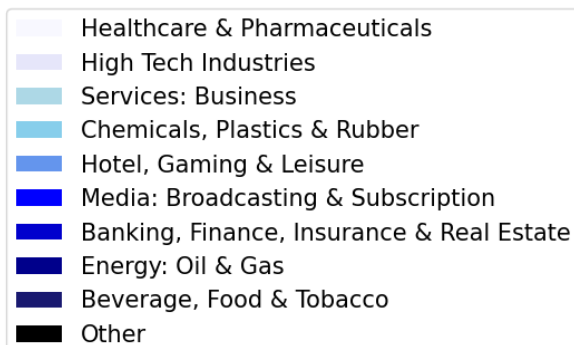 Healthcare & Pharmaceuticals
High Tech Industries
Services: Business
Chemicals, Plastics & Rubber
Hotel, Gaming & Leisure
Media: Broadcasting & Subscription
Banking, Finance, Insurance & Real Estate
Energy: Oil & Gas
Beverage, Food & Tobacco
Other